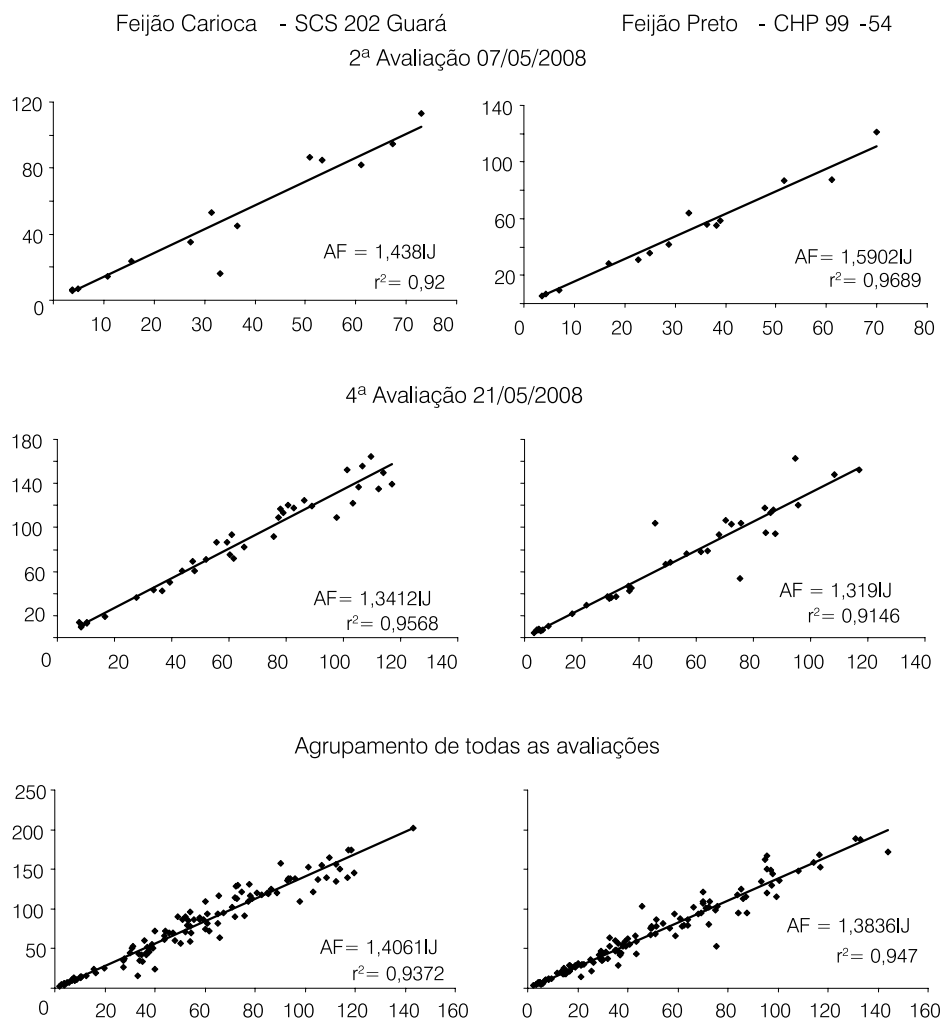 Feijão Carioca - SCS 202 Guará
Feijão Preto - CHP 99 -54
2ª Avaliação 07/05/2008
120
80
40
0
10 20 30 40 50 60 70 80
AF = 1,438IJ
r²= 0,92
140
100
60
20
0 10 20 30 40 50 60 70 80
AF= 1,5902IJ
r²= 0,9689
4ª Avaliação 21/05/2008
180
140
100
60
20
0 20 40 60 80 100 120 140
AF= 1,3412IJ
r²= 0,9568
0 20 40 60 80 100 120 140
AF= 1,319IJ
r²= 0,9146
Agrupamento de todas as avaliações
250
200
150
100
50
0
0 20 40 60 80 100 120 140 160
AF= 1,4061IJ
r²= 0,9372
0 20 40 60 80 100 120 140 160
AF = 1,3836IJ
r²= 0,947